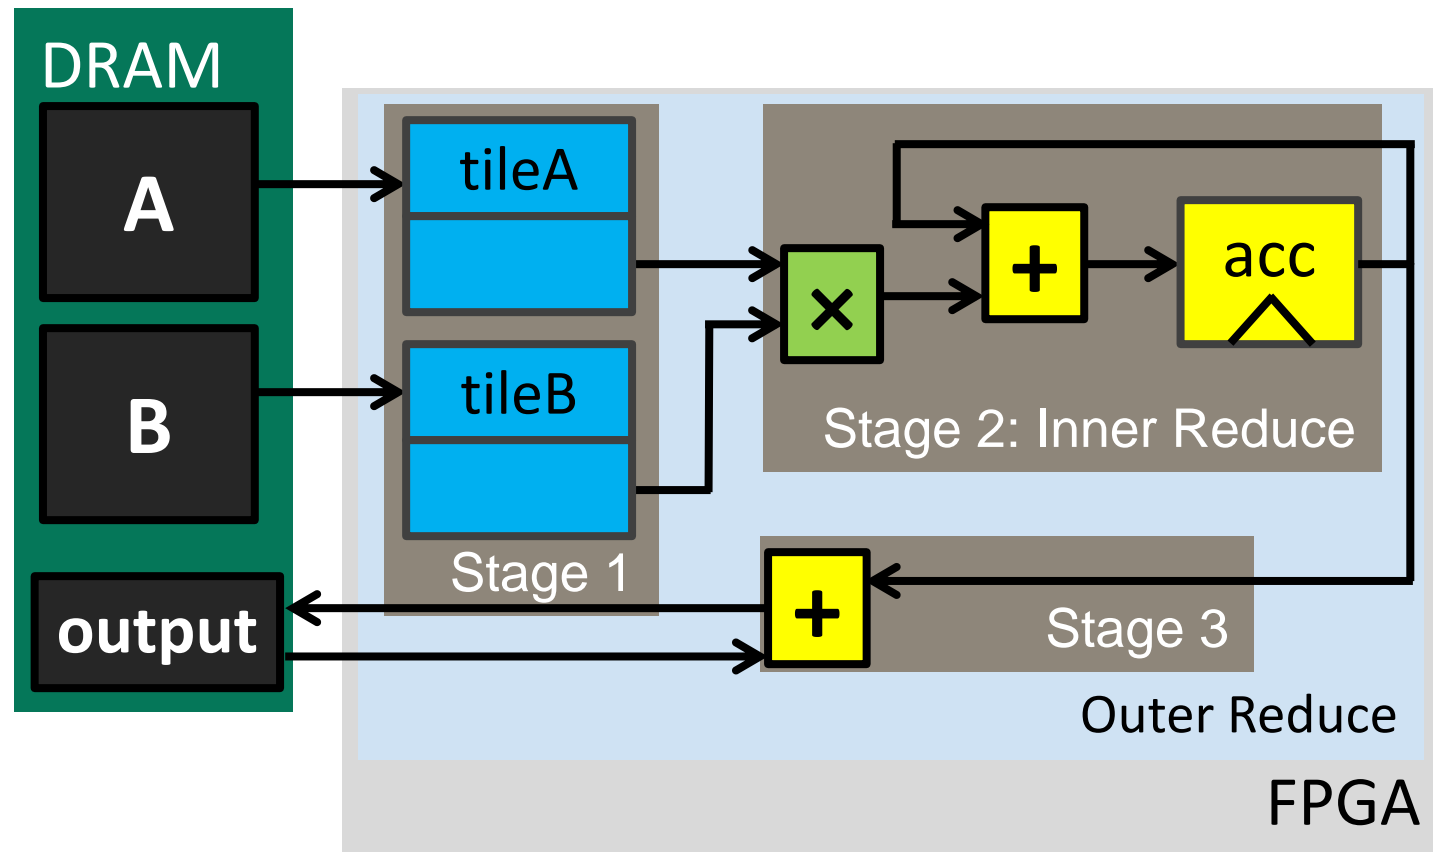 DRAM
A
B
output
tileA
tileB
Stage 1
×
+
acc
Stage 2: Inner Reduce
+
Stage 3
Outer Reduce
FPGA